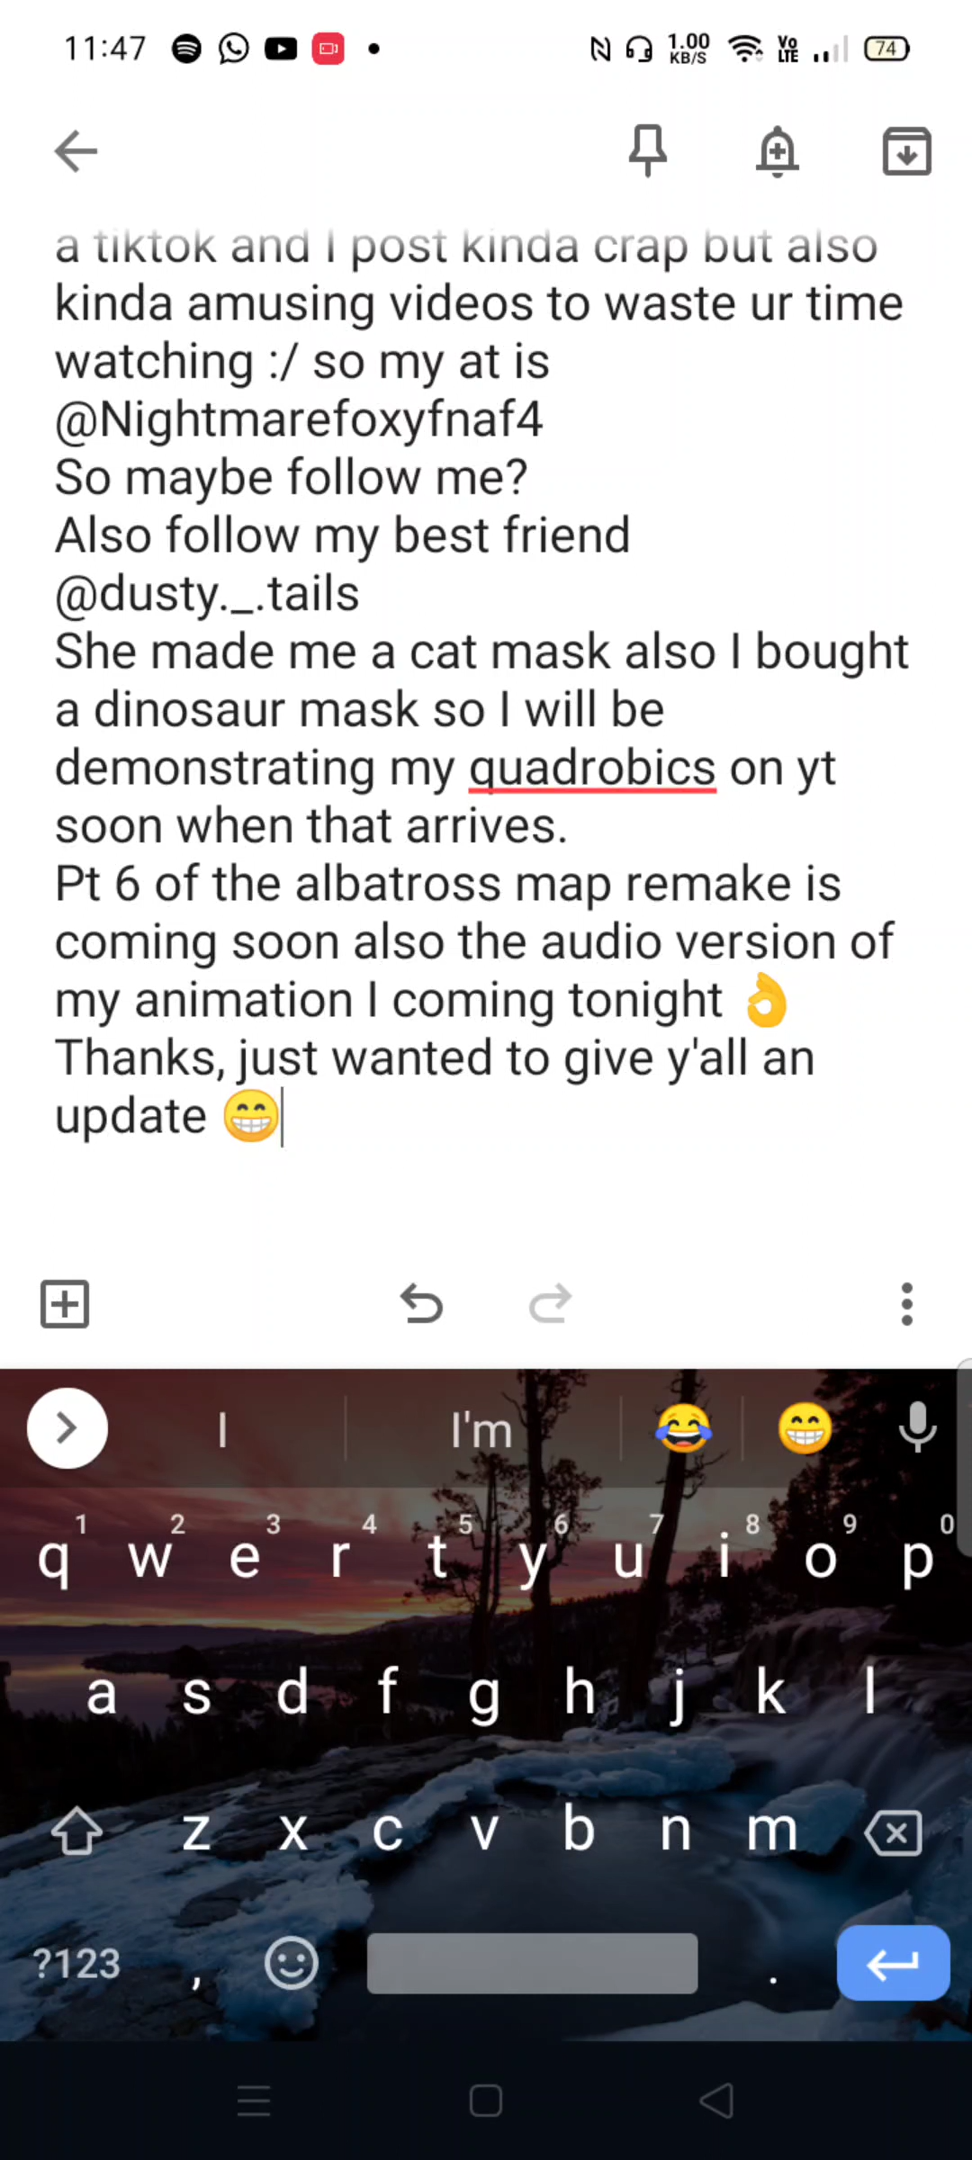 11:47 1.00 KB/S VO LTE 74
a tiktok and I post kinda crap but also
kinda amusing videos to waste ur time
watching :/ so my at is
@Nightmarefoxyfnaf4
So maybe follow me?
Also follow my best friend
@dusty._.tails
She made me a cat mask also I bought
a dinosaur mask so I will be
demonstrating my quadrobics on yt
soon when that arrives.
Pt 6 of the albatross map remake is
coming soon also the audio version of
my animation I coming tonight 👌
Thanks, just wanted to give y'all an
update 😁
I I'm 😂 😁
1 2 3 4 5 6 7 8 9 0
q w e r t y u i o p
a s d f g h j k l
z x c v b n m
?123 , .